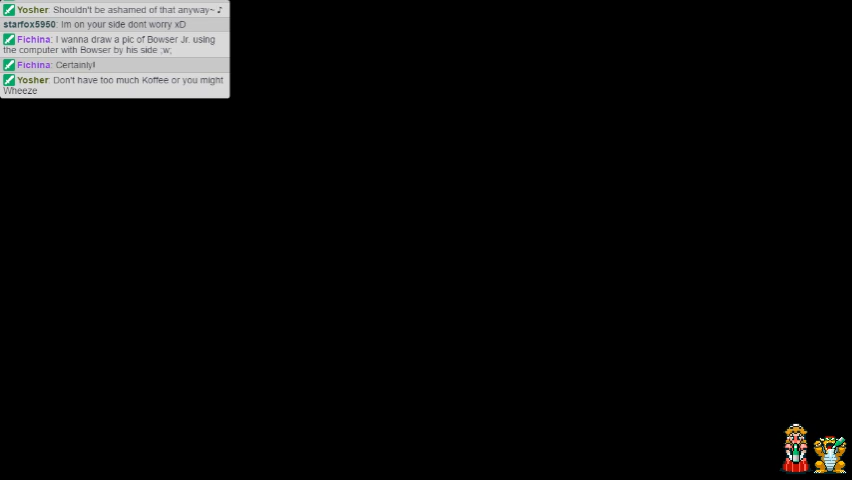 Yosher: Shouldn't be ashamed of that anyway~ ♪
starfox5950: Im on your side dont worry xD
Fichina: I wanna draw a pic of Bowser Jr. using
the computer with Bowser by his side ;w;
Fichina: Certainly!
Yosher: Don't have too much Koffee or you might
Wheeze